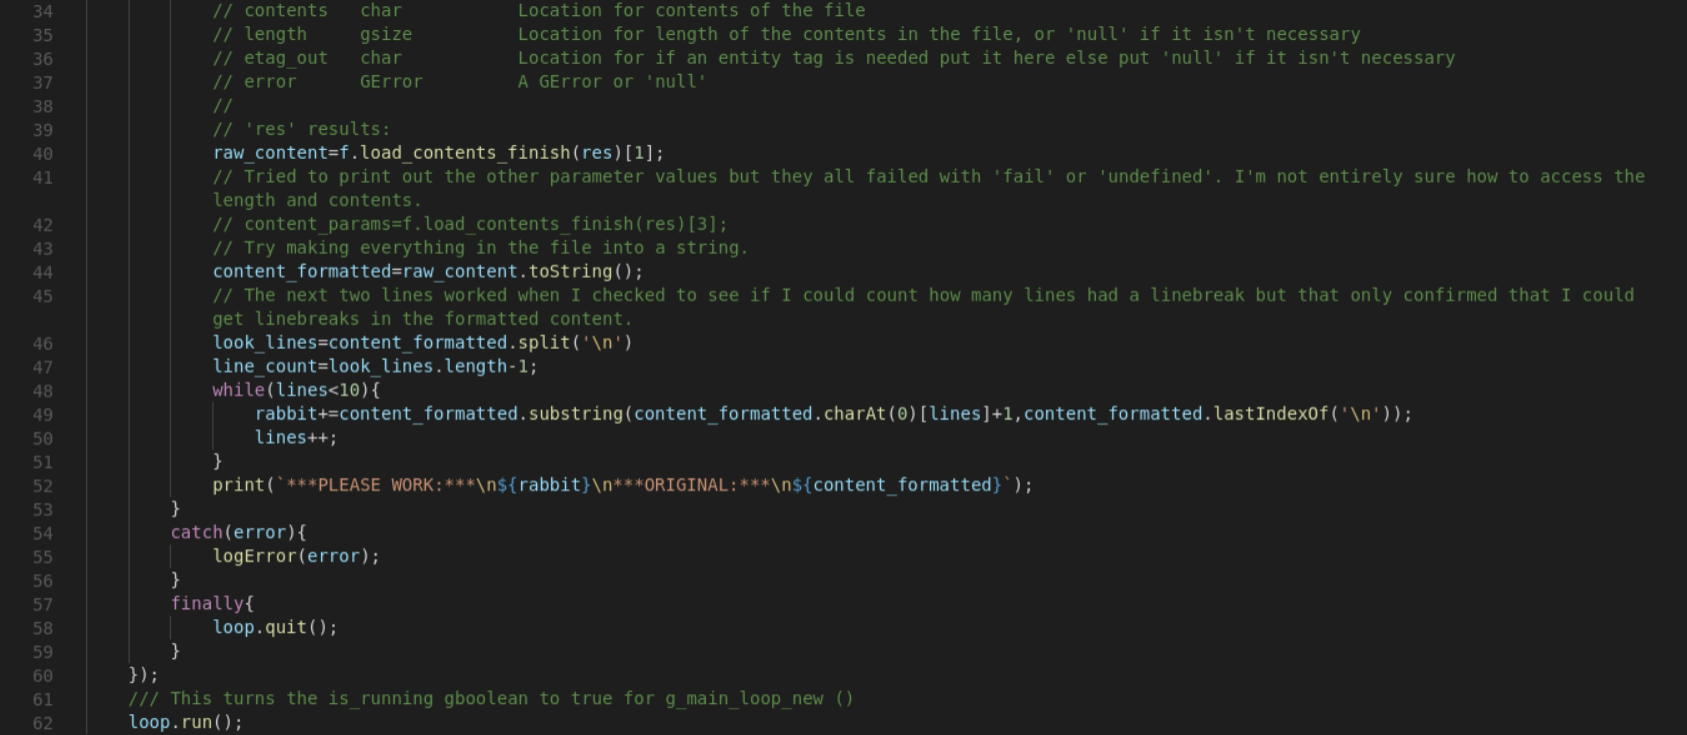 34 // contents   char           Location for contents of the file
35 // length     gsize          Location for length of the contents in the file, or 'null' if it isn't necessary
36 // etag_out   char           Location for if an entity tag is needed put it here else put 'null' if it isn't necessary
37 // error      GError         A GError or 'null'
38 //
39 // 'res' results:
40 raw_content=f.load_contents_finish(res)[1];
41 // Tried to print out the other parameter values but they all failed with 'fail' or 'undefined'. I'm not entirely sure how to access the
length and contents.
42 // content_params=f.load_contents_finish(res)[3];
43 // Try making everything in the file into a string.
44 content_formatted=raw_content.toString();
45 // The next two lines worked when I checked to see if I could count how many lines had a linebreak but that only confirmed that I could
get linebreaks in the formatted content.
46 look_lines=content_formatted.split('\n')
47 line_count=look_lines.length-1;
48 while(lines<10){
49     rabbit+=content_formatted.substring(content_formatted.charAt(0)[lines]+1,content_formatted.lastIndexOf('\n'));
50     lines++;
51 }
52 print(`***PLEASE WORK:***\n${rabbit}\n***ORIGINAL:***\n${content_formatted}`);
53 }
54 catch(error){
55     logError(error);
56 }
57 finally{
58     loop.quit();
59 }
60 });
61 /// This turns the is_running gboolean to true for g_main_loop_new ()
62 loop.run();